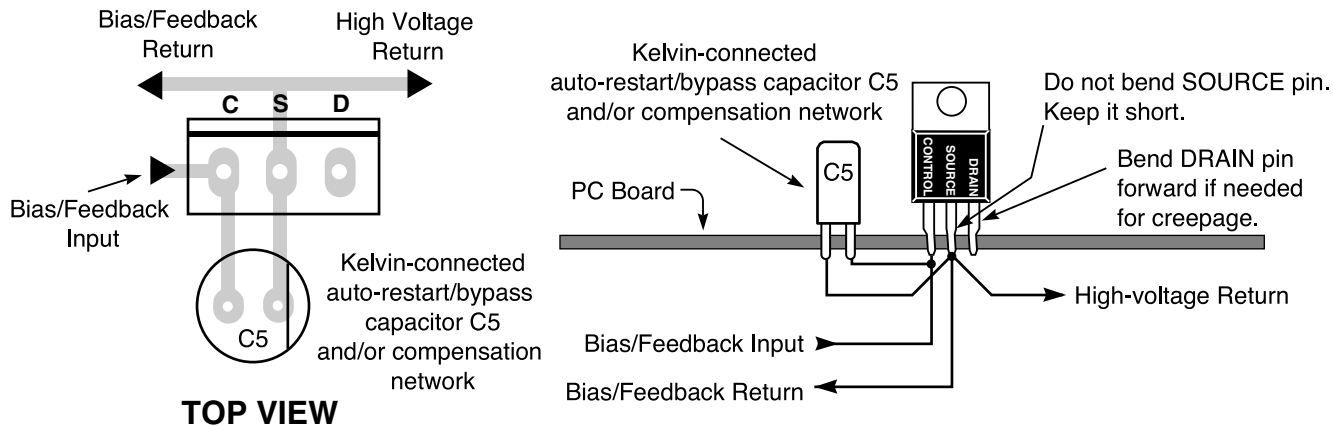 Bias/Feedback
Return
High Voltage
Return
C S D
Bias/Feedback
Input
C5
Kelvin-connected
auto-restart/bypass
capacitor C5
and/or compensation
network
TOP VIEW
Kelvin-connected
auto-restart/bypass capacitor C5
and/or compensation network
Do not bend SOURCE pin.
Keep it short.
PC Board
C5
CONTROL
SOURCE
DRAIN
Bend DRAIN pin
forward if needed
for creepage.
High-voltage Return
Bias/Feedback Input
Bias/Feedback Return